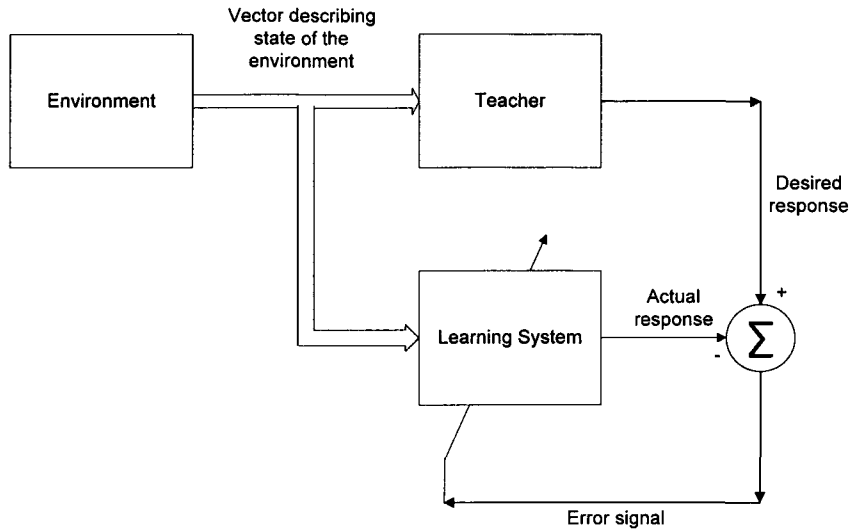 Vector describing
state of the
environment
Environment
Teacher
Desired
response
+
Actual
response
Learning System
-
Σ
Error signal